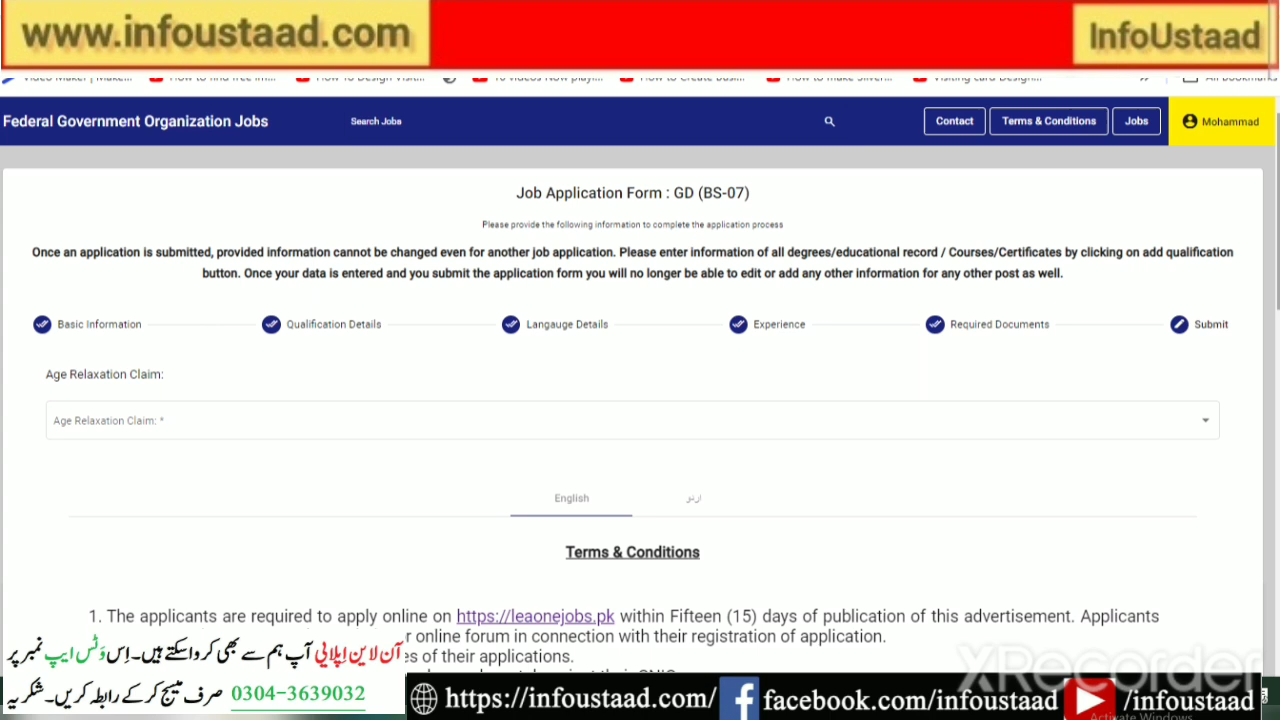 www.infoustaad.com
InfoUstaad
Federal Government Organization Jobs
Search Jobs
Contact
Terms & Conditions
Jobs
Mohammad
Job Application Form : GD (BS-07)
Please provide the following information to complete the application process
Once an application is submitted, provided information cannot be changed even for another job application. Please enter information of all degrees/educational record / Courses/Certificates by clicking on add qualification
button. Once your data is entered and you submit the application form you will no longer be able to edit or add any other information for any other post as well.
Basic Information
Qualification Details
Langauge Details
Experience
Required Documents
Submit
Age Relaxation Claim:
Age Relaxation Claim: *
English
اردو
Terms & Conditions
1. The applicants are required to apply online on https://leaonejobs.pk within Fifteen (15) days of publication of this advertisement. Applicants
r online forum in connection with their registration of application.
es of their applications.
آن لاین اپلائی آپ ہم سے بھی کرواسکتے ہیں۔ اِس وٹس ایپ نمبر پر
صرف میسج کر کے رابطہ کریں۔ شکریہ 0304-3639032
XRecorder
https://infoustaad.com/
facebook.com/infoustaad
/infoustaad
Activate Windows